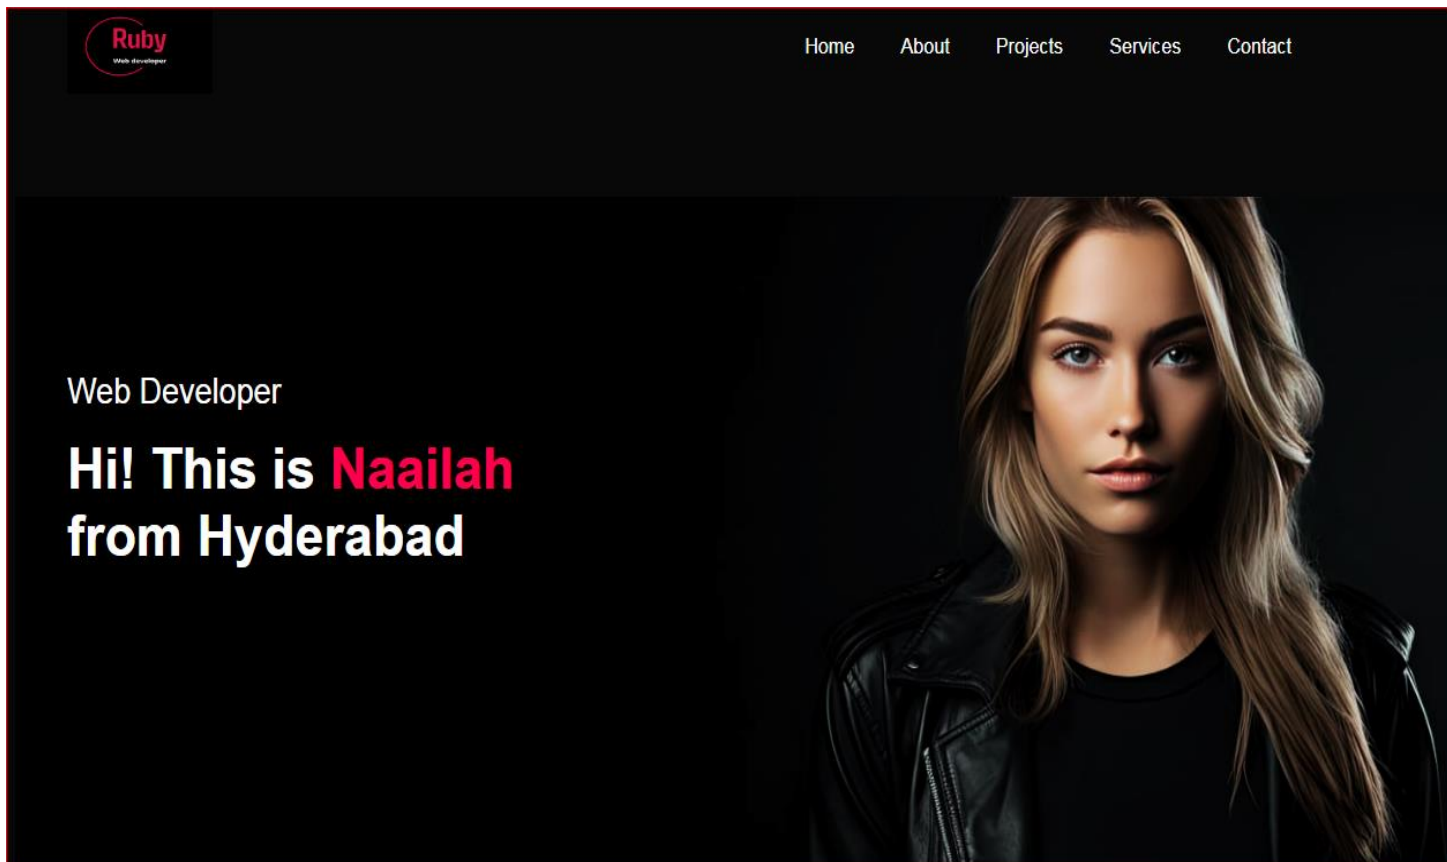 Ruby
Web developer
Home About Projects Services Contact
Web Developer
Hi! This is Naailah
from Hyderabad